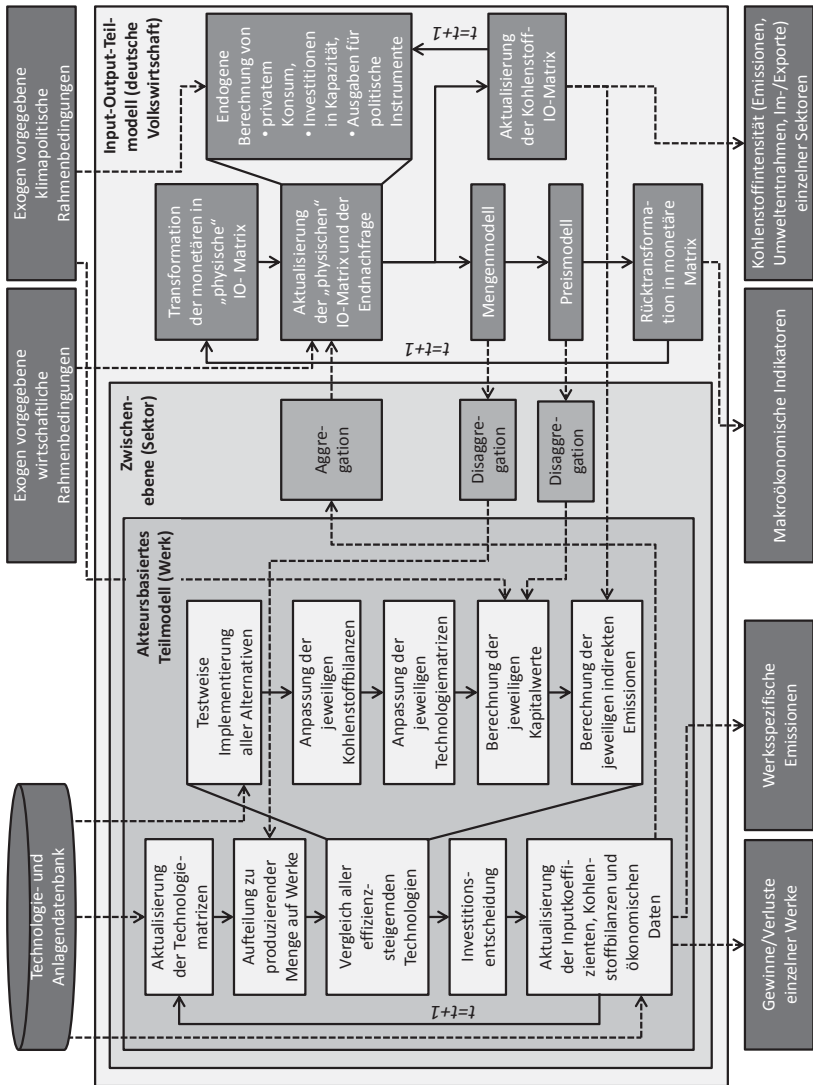 Technologie- und
Anlagendatenbank
Exogen vorgegebene
wirtschaftliche
Rahmenbedingungen
Exogen vorgegebene
klimapolitische
Rahmenbedingungen
Akteursbasiertes
Teilmodell (Werk)
Zwischen-
ebene (Sektor)
Input-Output-Teil-
modell (deutsche
Volkswirtschaft)
Aktualisierung
der Technologie-
matrizen
Aufteilung zu
produzierender
Menge auf Werke
Vergleich aller
effizienz-
steigernden
Technologien
Investitions-
entscheidung
Aktualisierung
der Inputkoeffi-
zienten, Kohlen-
stoffbilanzen und
ökonomischen
Daten
t=t+1
Testweise
Implementierung
aller Alternativen
Anpassung der
jeweiligen
Kohlenstoffbilanzen
Anpassung der
jeweiligen
Technologiematrizen
Berechnung der
jeweiligen
Kapitalwerte
Berechnung der
jeweiligen indirekten
Emissionen
Aggre-
gation
Disaggre-
gation
Disaggre-
gation
Transformation
der monetären in
„physische“
IO- Matrix
Aktualisierung
der „physischen“
IO-Matrix und der
Endnachfrage
Mengenmodell
Preismodell
Rücktransforma-
tion in monetäre
Matrix
t=t+1
Endogene
Berechnung von
• privatem
Konsum,
• Investitionen
in Kapazität,
• Ausgaben für
politische
Instrumente
Aktualisierung
der Kohlenstoff-
IO-Matrix
t=t+1
Gewinne/Verluste
einzelner Werke
Werksspezifische
Emissionen
Makroökonomische Indikatoren
Kohlenstoffintensität (Emissionen,
Umweltentnahmen, Im-/Exporte)
einzelner Sektoren